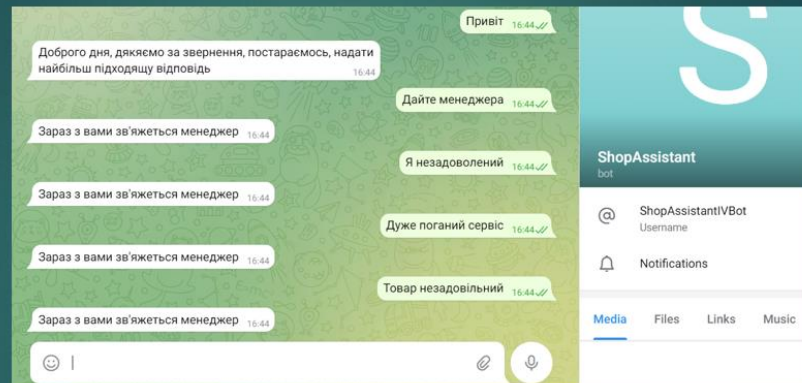 Привіт 16:44
Доброго дня, дякяємо за звернення, постараємось, надати
найбільш підходящу відповідь 16:44
Дайте менеджера 16:44
Зараз з вами зв'яжеться менеджер 16:44
Я незадоволений 16:44
Зараз з вами зв'яжеться менеджер 16:44
Дуже поганий сервіс 16:44
Зараз з вами зв'яжеться менеджер 16:44
Товар незадовільний 16:44
Зараз з вами зв'яжеться менеджер 16:44
S
ShopAssistant
bot
@ ShopAssistantIVBot
Username
Notifications
Media Files Links Music